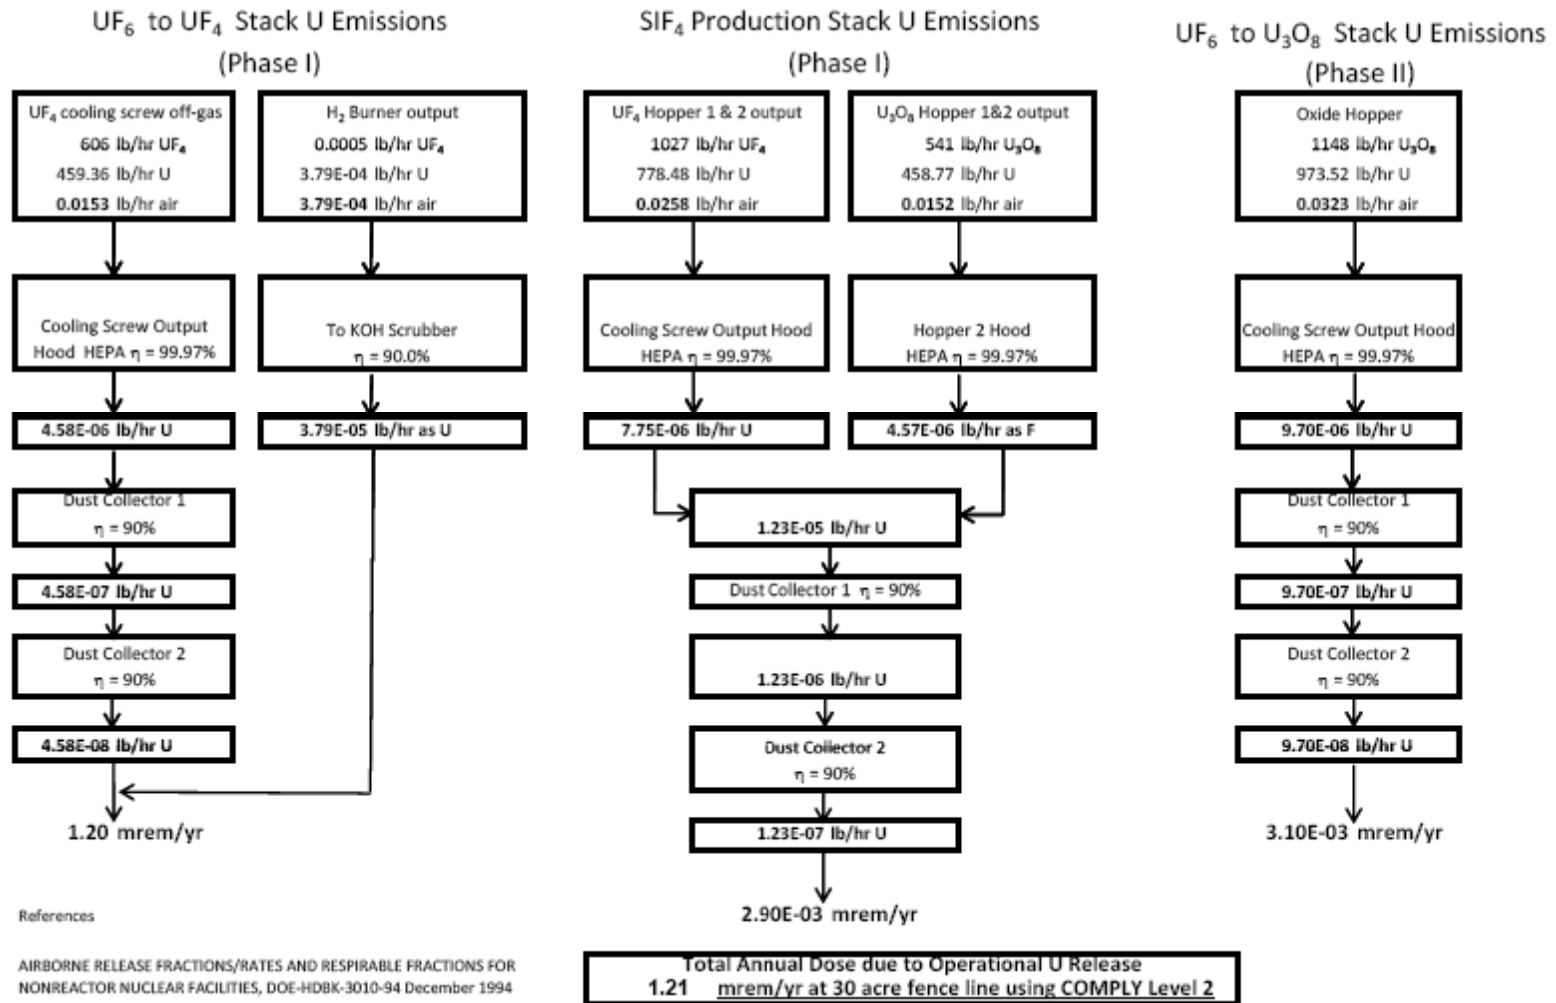 UF₆ to UF₄ Stack U Emissions
(Phase I)
UF₄ cooling screw off-gas
606 lb/hr UF₄
459.36 lb/hr U
0.0153 lb/hr air
H₂ Burner output
0.0005 lb/hr UF₄
3.79E-04 lb/hr U
3.79E-04 lb/hr air
Cooling Screw Output
Hood HEPA η = 99.97%
To KOH Scrubber
η = 90.0%
4.58E-06 lb/hr U
3.79E-05 lb/hr as U
Dust Collector 1
η = 90%
4.58E-07 lb/hr U
Dust Collector 2
η = 90%
4.58E-08 lb/hr U
1.20 mrem/yr
SIF₄ Production Stack U Emissions
(Phase I)
UF₄ Hopper 1 & 2 output
1027 lb/hr UF₄
778.48 lb/hr U
0.0258 lb/hr air
U₃O₈ Hopper 1&2 output
541 lb/hr U₃O₈
458.77 lb/hr U
0.0152 lb/hr air
Cooling Screw Output Hood
HEPA η = 99.97%
Hopper 2 Hood
HEPA η = 99.97%
7.75E-06 lb/hr U
4.57E-06 lb/hr as F
1.23E-05 lb/hr U
Dust Collector 1 η = 90%
1.23E-06 lb/hr U
Dust Collector 2
η = 90%
1.23E-07 lb/hr U
2.90E-03 mrem/yr
UF₆ to U₃O₈ Stack U Emissions
(Phase II)
Oxide Hopper
1148 lb/hr U₃O₈
973.52 lb/hr U
0.0323 lb/hr air
Cooling Screw Output Hood
HEPA η = 99.97%
9.70E-06 lb/hr U
Dust Collector 1
η = 90%
9.70E-07 lb/hr U
Dust Collector 2
η = 90%
9.70E-08 lb/hr U
3.10E-03 mrem/yr
References
AIRBORNE RELEASE FRACTIONS/RATES AND RESPIRABLE FRACTIONS FOR
NONREACTOR NUCLEAR FACILITIES, DOE-HDBK-3010-94 December 1994
Total Annual Dose due to Operational U Release
1.21 mrem/yr at 30 acre fence line using COMPLY Level 2